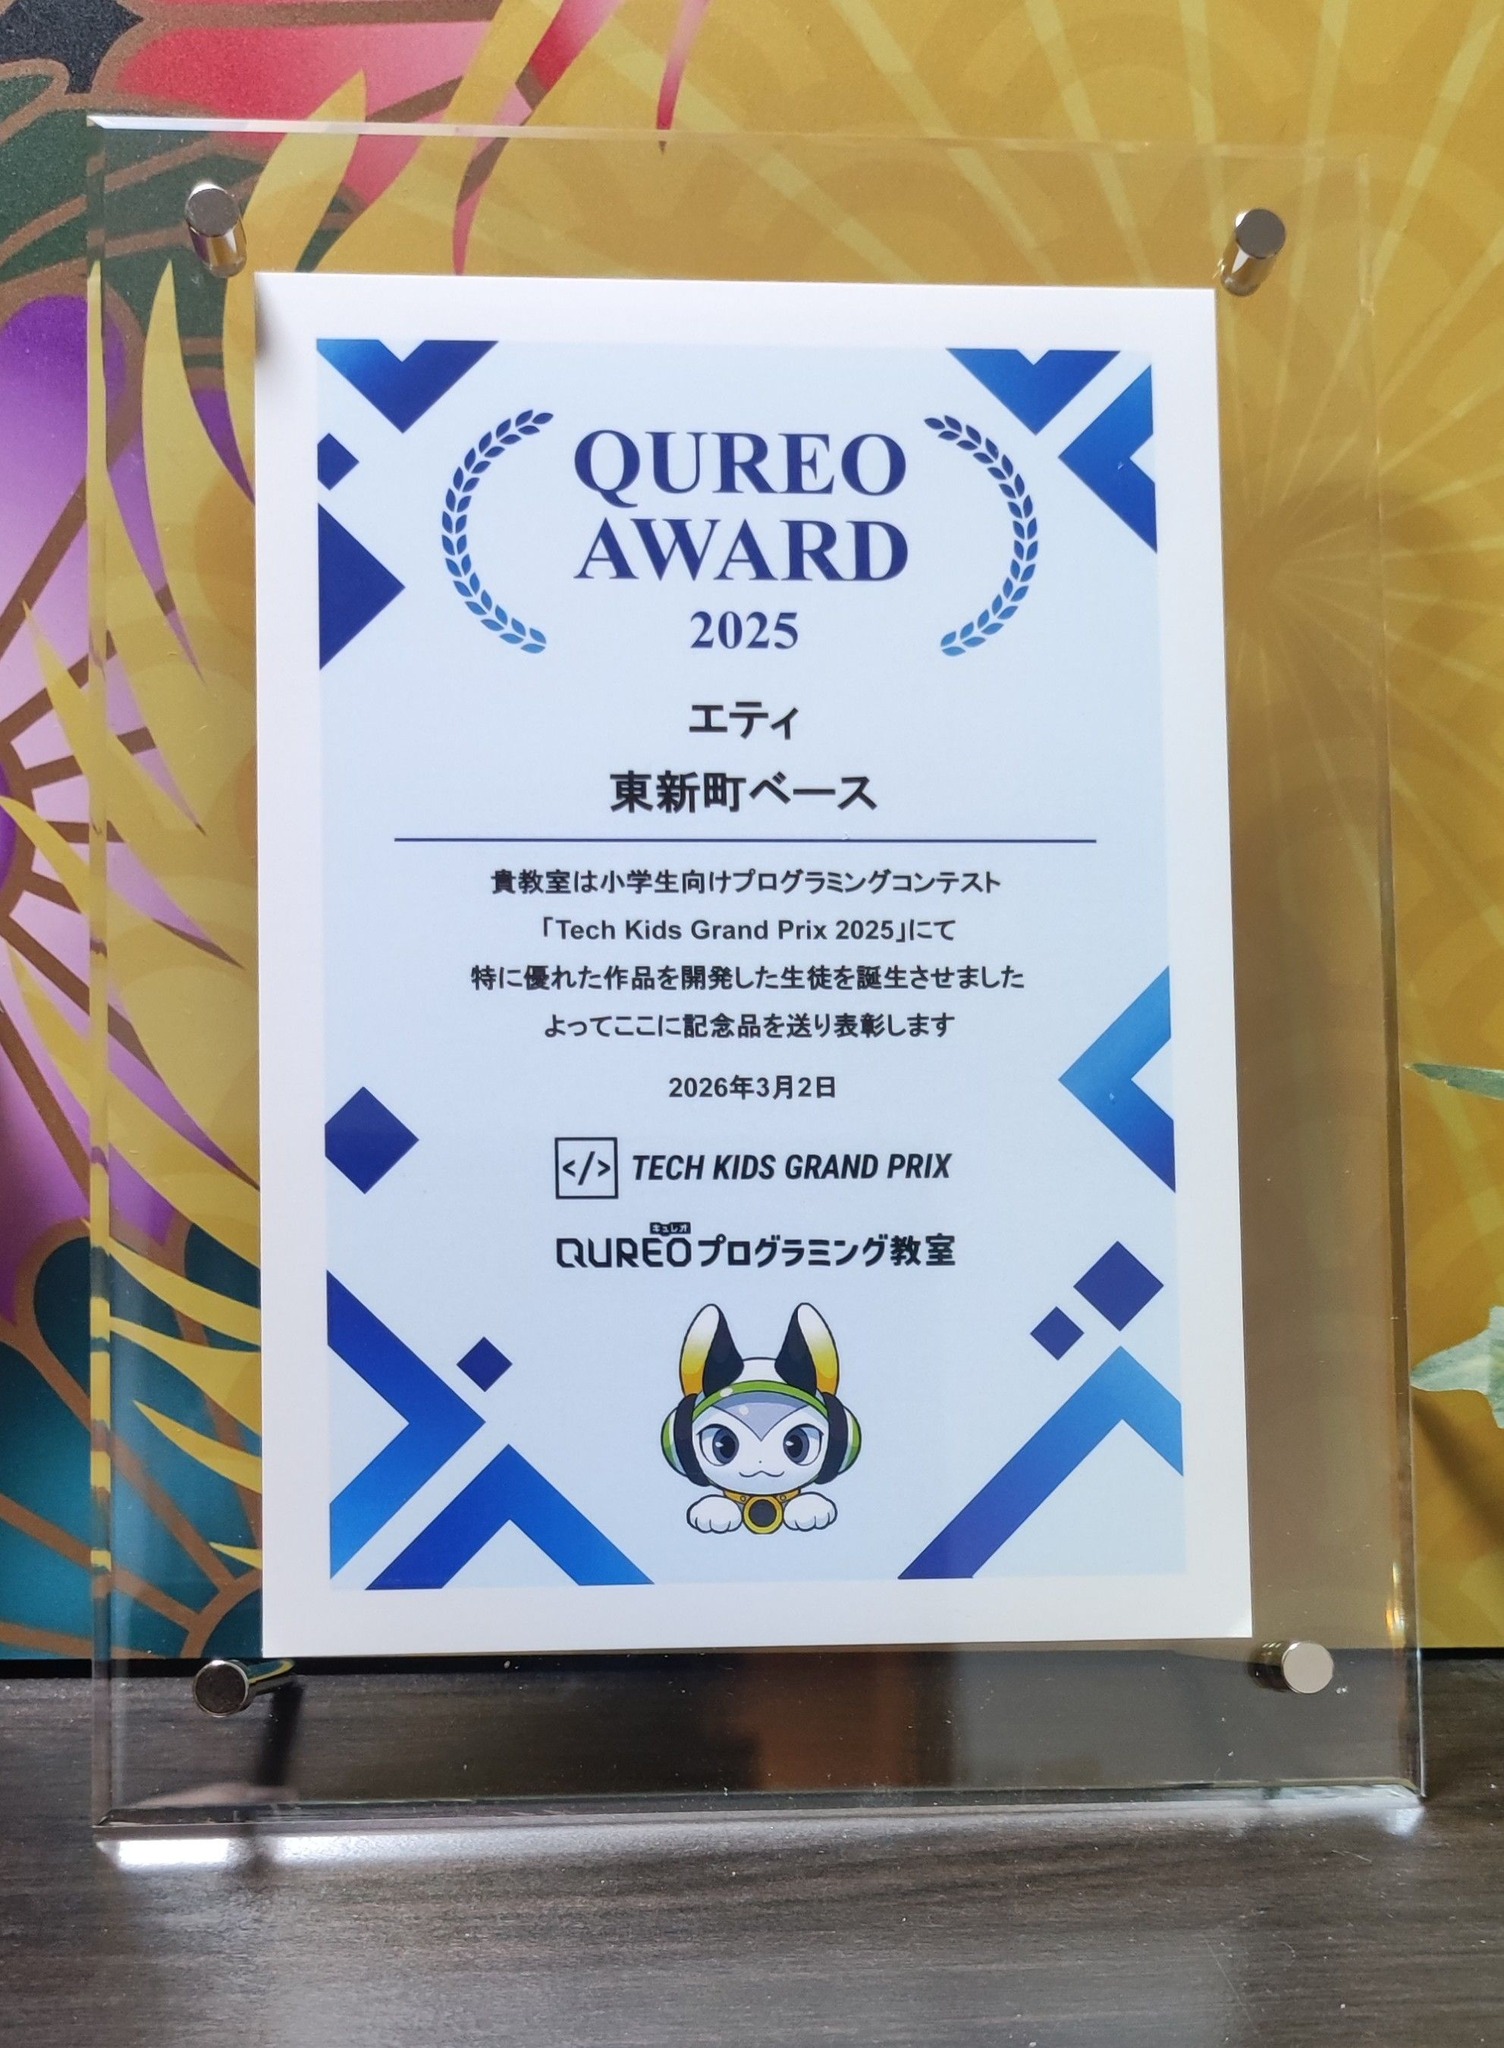 QUREO
AWARD
2025
エティ
東新町ベース
貴教室は小学生向けプログラミングコンテスト
「Tech Kids Grand Prix 2025」にて
特に優れた作品を開発した生徒を誕生させました
よってここに記念品を送り表彰します
2026年3月2日
</> TECH KIDS GRAND PRIX
キュレオ
QUREOプログラミング教室